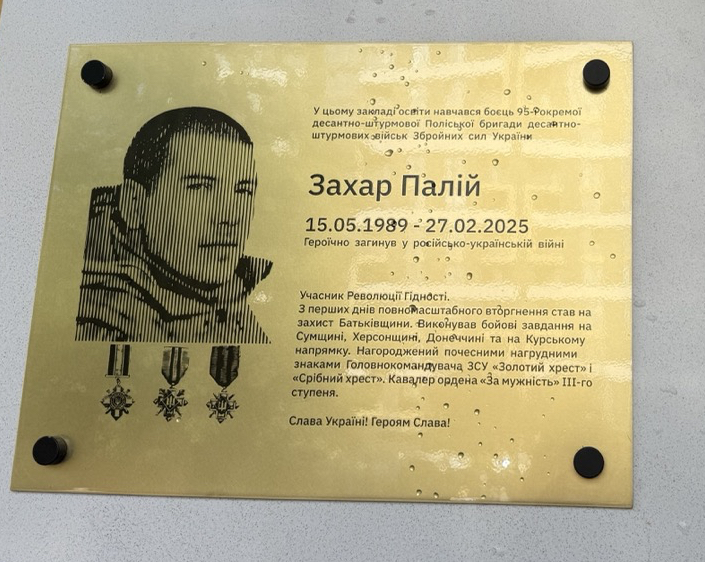 У цьому закладі освіти навчався боєць 95-ї окремої
десантно-штурмової Поліської бригади десантно-
штурмових військ Збройних сил України
Захар Палій
15.05.1989 - 27.02.2025
Героїчно загинув у російсько-українській війні
Учасник Революції Гідності.
З перших днів повномасштабного вторгнення став на
захист Батьківщини. Виконував бойові завдання на
Сумщині, Херсонщині, Донеччині та на Курському
напрямку. Нагороджений почесними нагрудними
знаками Головнокомандувача ЗСУ «Золотий хрест» і
«Срібний хрест». Кавалер ордена «За мужність» III-го
ступеня.
Слава Україні! Героям Слава!